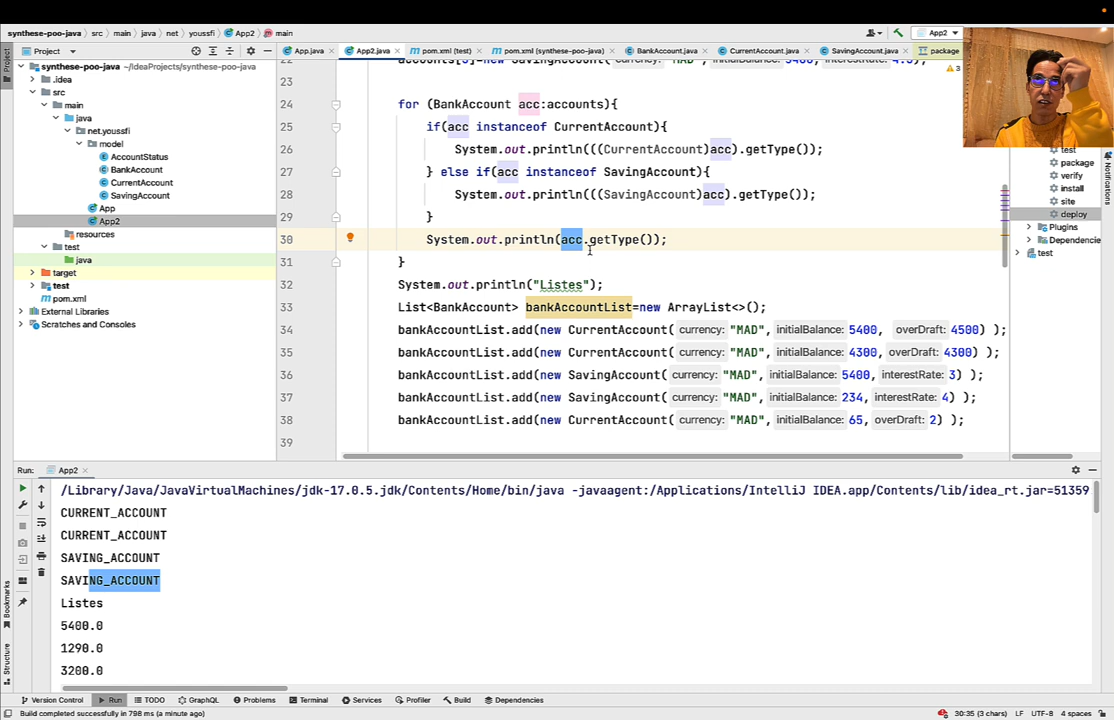 synthese-poo-java > src > main > java > net > youssfi > App2 > main
App2
Project
App.java
App2.java
pom.xml (test)
pom.xml (synthese-poo-java)
BankAccount.java
CurrentAccount.java
SavingAccount.java
package
synthese-poo-java ~/IdeaProjects/synthese-poo-java
.idea
src
main
java
net.youssfi
model
AccountStatus
BankAccount
CurrentAccount
SavingAccount
App
App2
resources
test
java
target
test
pom.xml
External Libraries
Scratches and Consoles
3
23
24 for (BankAccount acc:accounts){
25 if(acc instanceof CurrentAccount){
26 System.out.println(((CurrentAccount)acc).getType());
27 } else if(acc instanceof SavingAccount){
28 System.out.println(((SavingAccount)acc).getType());
29 }
30 System.out.println(acc.getType());
31 }
32 System.out.println("Listes");
33 List<BankAccount> bankAccountList=new ArrayList<>();
34 bankAccountList.add(new CurrentAccount( currency: "MAD", initialBalance: 5400, overDraft: 4500) );
35 bankAccountList.add(new CurrentAccount( currency: "MAD", initialBalance: 4300, overDraft: 4300) );
36 bankAccountList.add(new SavingAccount( currency: "MAD", initialBalance: 5400, interestRate: 3) );
37 bankAccountList.add(new SavingAccount( currency: "MAD", initialBalance: 234, interestRate: 4) );
38 bankAccountList.add(new CurrentAccount( currency: "MAD", initialBalance: 65, overDraft: 2) );
39
test
package
verify
install
site
deploy
Plugins
Dependencie
test
Project
Notifications
Bookmarks
Structure
Run: App2
/Library/Java/JavaVirtualMachines/jdk-17.0.5.jdk/Contents/Home/bin/java -javaagent:/Applications/IntelliJ IDEA.app/Contents/lib/idea_rt.jar=51359
CURRENT_ACCOUNT
CURRENT_ACCOUNT
SAVING_ACCOUNT
SAVING_ACCOUNT
Listes
5400.0
1290.0
3200.0
Version Control Run TODO GraphQL Problems Terminal Services Profiler Build Dependencies
Build completed successfully in 798 ms (a minute ago)
30:35 (3 chars) LF UTF-8 4 spaces